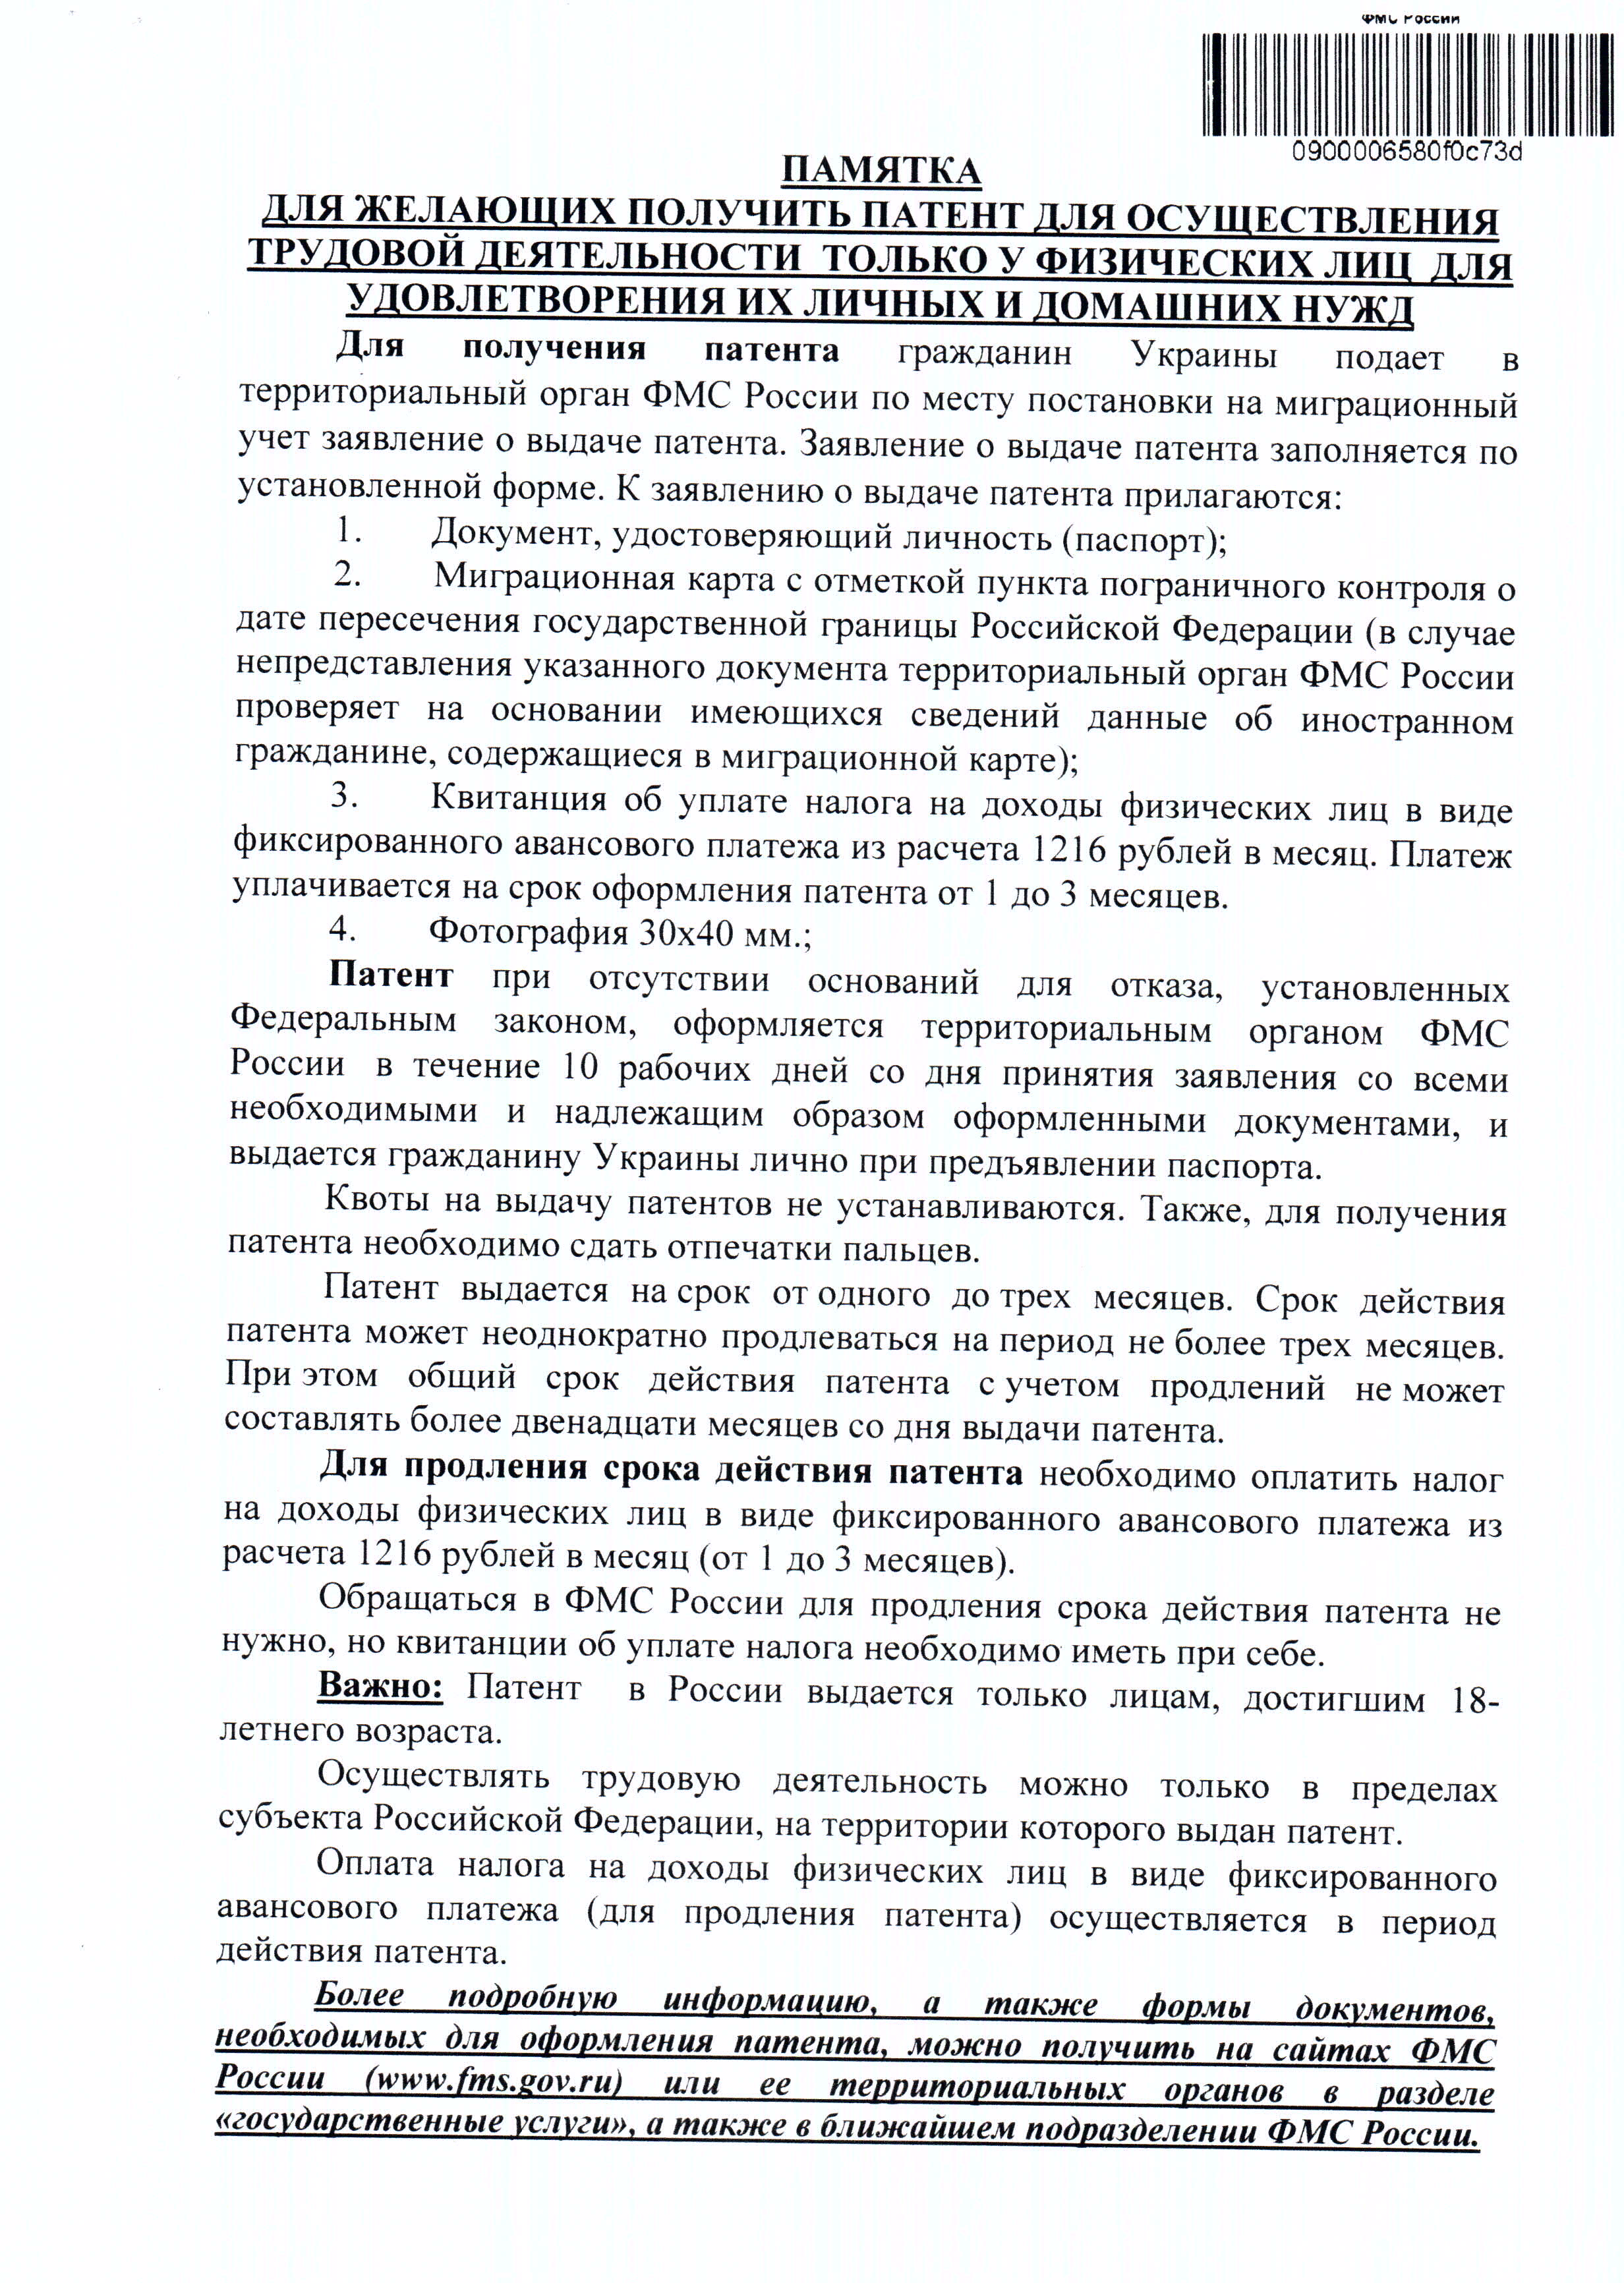 ФМС России
0900006580f0c73d
ПАМЯТКА
ДЛЯ ЖЕЛАЮЩИХ ПОЛУЧИТЬ ПАТЕНТ ДЛЯ ОСУЩЕСТВЛЕНИЯ
ТРУДОВОЙ ДЕЯТЕЛЬНОСТИ ТОЛЬКО У ФИЗИЧЕСКИХ ЛИЦ ДЛЯ
УДОВЛЕТВОРЕНИЯ ИХ ЛИЧНЫХ И ДОМАШНИХ НУЖД
Для получения патента гражданин Украины подает в
территориальный орган ФМС России по месту постановки на миграционный
учет заявление о выдаче патента. Заявление о выдаче патента заполняется по
установленной форме. К заявлению о выдаче патента прилагаются:
1. Документ, удостоверяющий личность (паспорт);
2. Миграционная карта с отметкой пункта пограничного контроля о
дате пересечения государственной границы Российской Федерации (в случае
непредставления указанного документа территориальный орган ФМС России
проверяет на основании имеющихся сведений данные об иностранном
гражданине, содержащиеся в миграционной карте);
3. Квитанция об уплате налога на доходы физических лиц в виде
фиксированного авансового платежа из расчета 1216 рублей в месяц. Платеж
уплачивается на срок оформления патента от 1 до 3 месяцев.
4. Фотография 30х40 мм.;
Патент при отсутствии оснований для отказа, установленных
Федеральным законом, оформляется территориальным органом ФМС
России в течение 10 рабочих дней со дня принятия заявления со всеми
необходимыми и надлежащим образом оформленными документами, и
выдается гражданину Украины лично при предъявлении паспорта.
Квоты на выдачу патентов не устанавливаются. Также, для получения
патента необходимо сдать отпечатки пальцев.
Патент выдается на срок от одного до трех месяцев. Срок действия
патента может неоднократно продлеваться на период не более трех месяцев.
При этом общий срок действия патента с учетом продлений не может
составлять более двенадцати месяцев со дня выдачи патента.
Для продления срока действия патента необходимо оплатить налог
на доходы физических лиц в виде фиксированного авансового платежа из
расчета 1216 рублей в месяц (от 1 до 3 месяцев).
Обращаться в ФМС России для продления срока действия патента не
нужно, но квитанции об уплате налога необходимо иметь при себе.
Важно: Патент в России выдается только лицам, достигшим 18-
летнего возраста.
Осуществлять трудовую деятельность можно только в пределах
субъекта Российской Федерации, на территории которого выдан патент.
Оплата налога на доходы физических лиц в виде фиксированного
авансового платежа (для продления патента) осуществляется в период
действия патента.
Более подробную информацию, а также формы документов,
необходимых для оформления патента, можно получить на сайтах ФМС
России (www.fms.gov.ru) или ее территориальных органов в разделе
«государственные услуги», а также в ближайшем подразделении ФМС России.